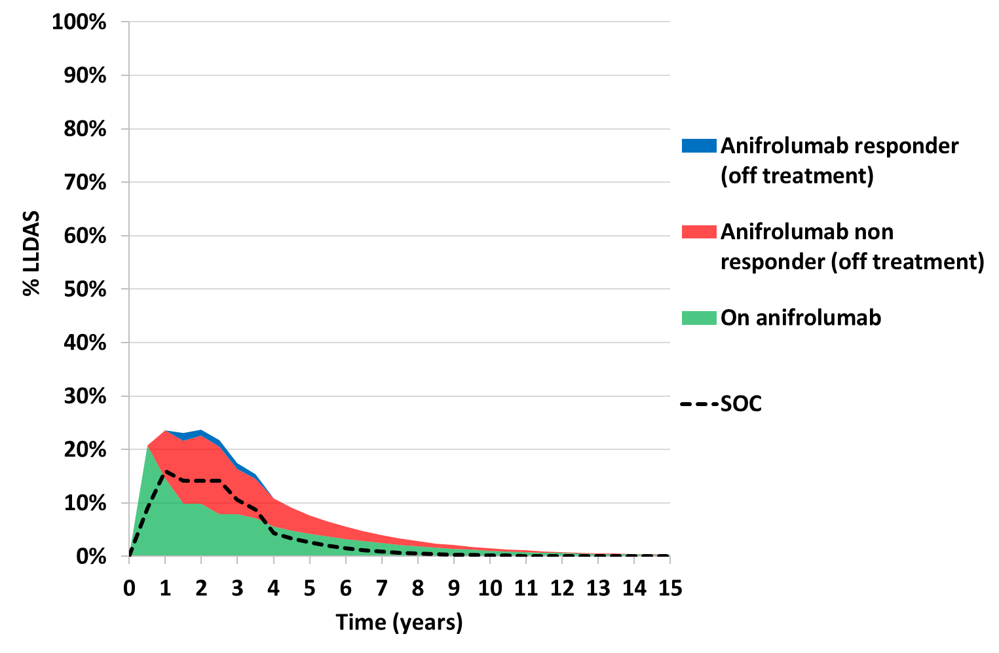 100%
90%
80%
70%
60%
50%
40%
30%
20%
10%
0%
% LLDAS
0 1 2 3 4 5 6 7 8 9 10 11 12 13 14 15
Time (years)
Anifrolumab responder
(off treatment)
Anifrolumab non
responder (off treatment)
On anifrolumab
SOC